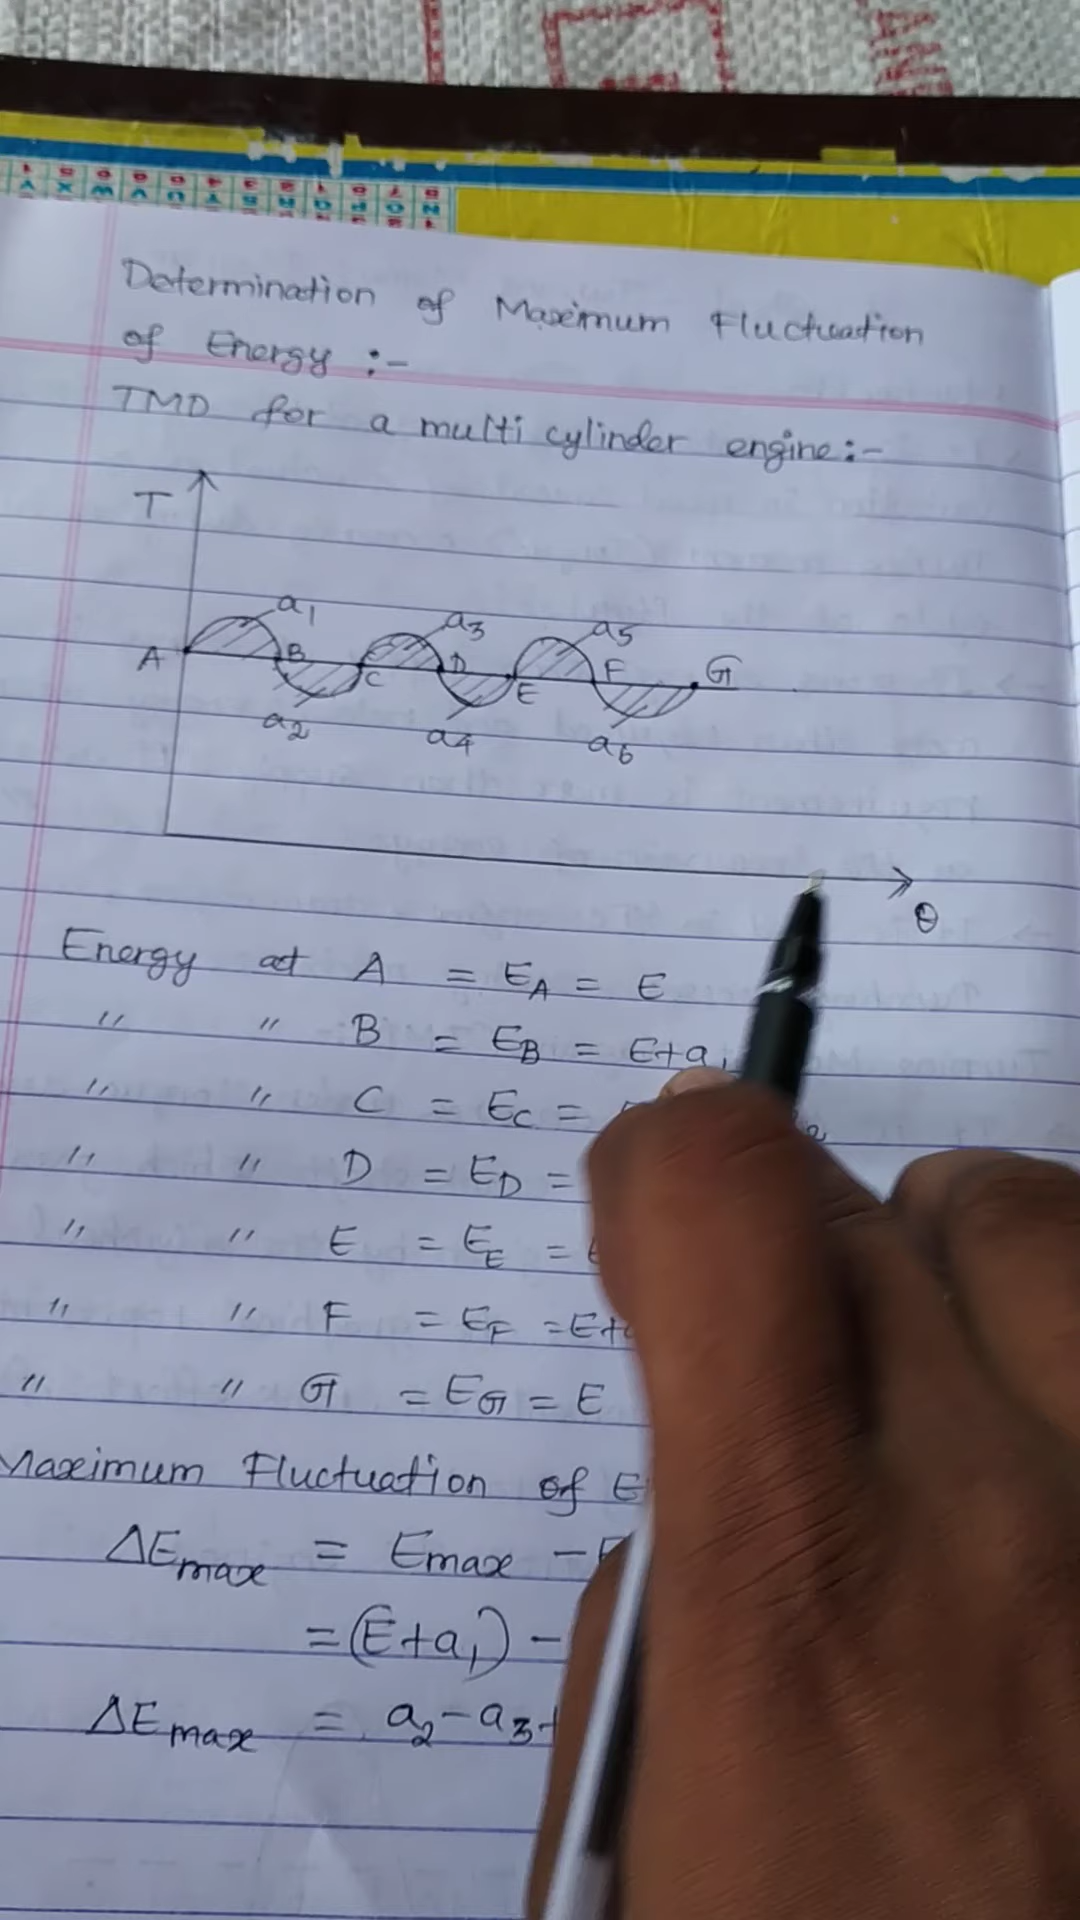 Determination of Maximum Fluctuation
of Energy :-
TMD for a multi cylinder engine:-
T
a1 a3 a5
A B C D E F G
a2 a4 a6
θ
Energy at A = EA = E
" " B = EB = E+a1
" " C = EC =
" " D = ED =
" " E = EE =
" " F = EF = E+
" " G = EG = E
Maximum Fluctuation of E
ΔEmax = Emax -
= (E+a1) -
ΔEmax = a2-a3+